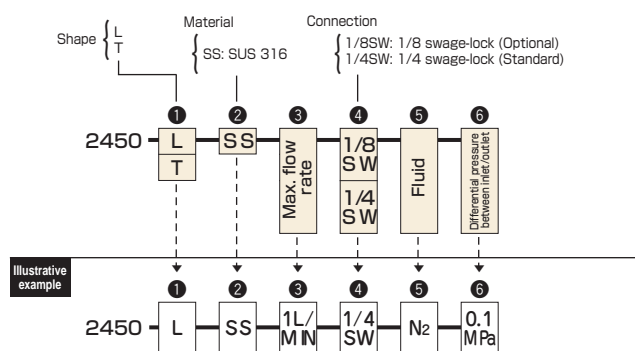 Shape { L
T
Material
{ SS: SUS 316
Connection
{ 1/8SW: 1/8 swage-lock (Optional)
1/4SW: 1/4 swage-lock (Standard)
❶ ❷ ❸ ❹ ❺ ❻
2450
L
T
SS
Max. flow
rate
1/8
SW
1/4
SW
Fluid
Differential pressure
between inlet/outlet
Illustrative
example
❶ ❷ ❸ ❹ ❺ ❻
2450
L
SS
1L/
MIN
1/4
SW
N2
0.1
MPa